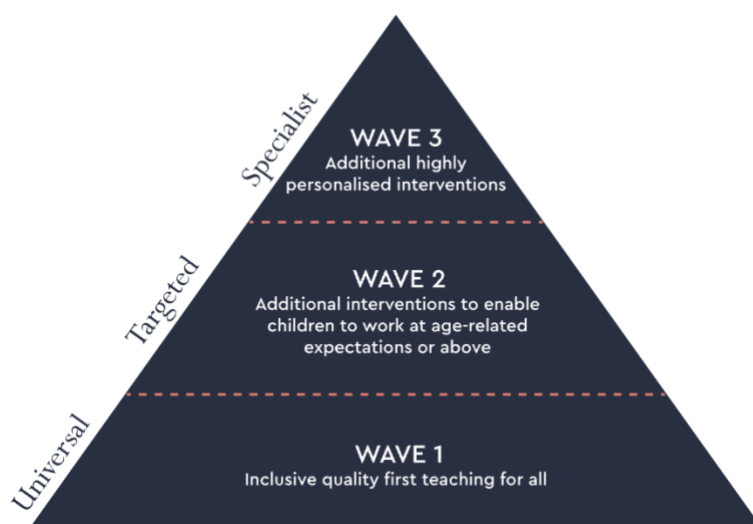 Specialist
WAVE 3
Additional highly
personalised interventions
Targeted
WAVE 2
Additional interventions to enable
children to work at age-related
expectations or above
Universal
WAVE 1
Inclusive quality first teaching for all